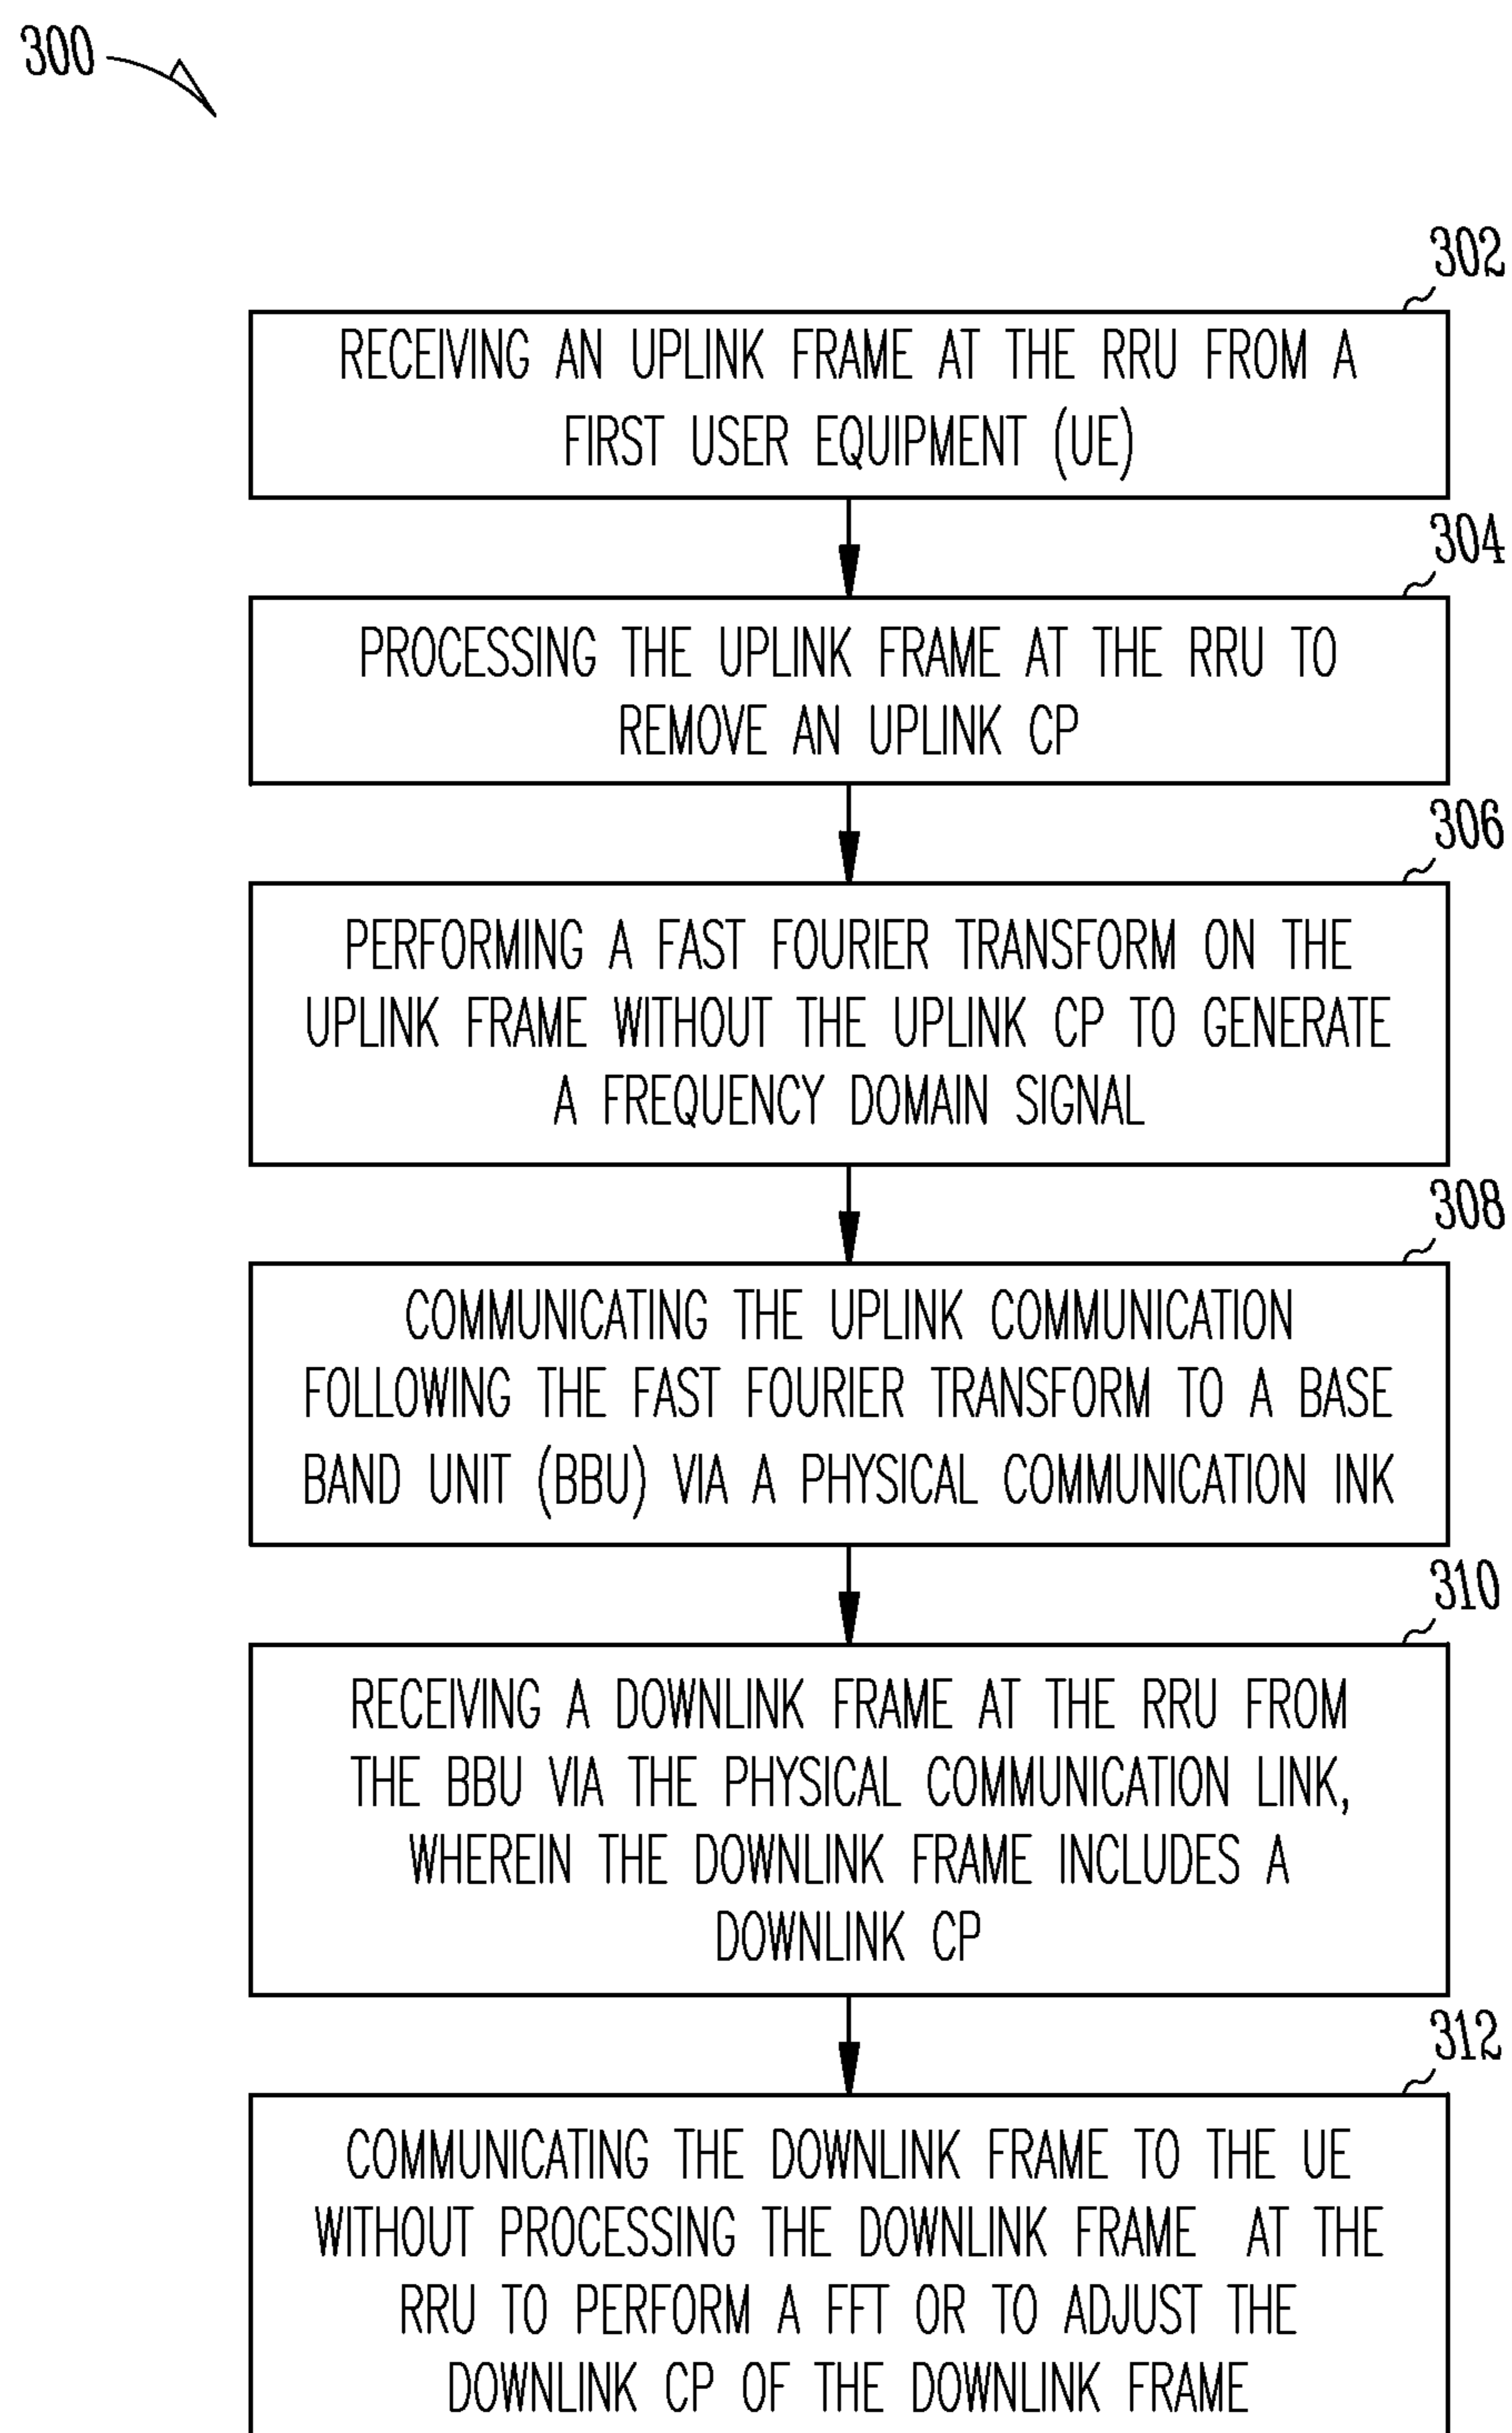 300
302
RECEIVING AN UPLINK FRAME AT THE RRU FROM A
FIRST USER EQUIPMENT (UE)
304
PROCESSING THE UPLINK FRAME AT THE RRU TO
REMOVE AN UPLINK CP
306
PERFORMING A FAST FOURIER TRANSFORM ON THE
UPLINK FRAME WITHOUT THE UPLINK CP TO GENERATE
A FREQUENCY DOMAIN SIGNAL
308
COMMUNICATING THE UPLINK COMMUNICATION
FOLLOWING THE FAST FOURIER TRANSFORM TO A BASE
BAND UNIT (BBU) VIA A PHYSICAL COMMUNICATION INK
310
RECEIVING A DOWNLINK FRAME AT THE RRU FROM
THE BBU VIA THE PHYSICAL COMMUNICATION LINK,
WHEREIN THE DOWNLINK FRAME INCLUDES A
DOWNLINK CP
312
COMMUNICATING THE DOWNLINK FRAME TO THE UE
WITHOUT PROCESSING THE DOWNLINK FRAME AT THE
RRU TO PERFORM A FFT OR TO ADJUST THE
DOWNLINK CP OF THE DOWNLINK FRAME